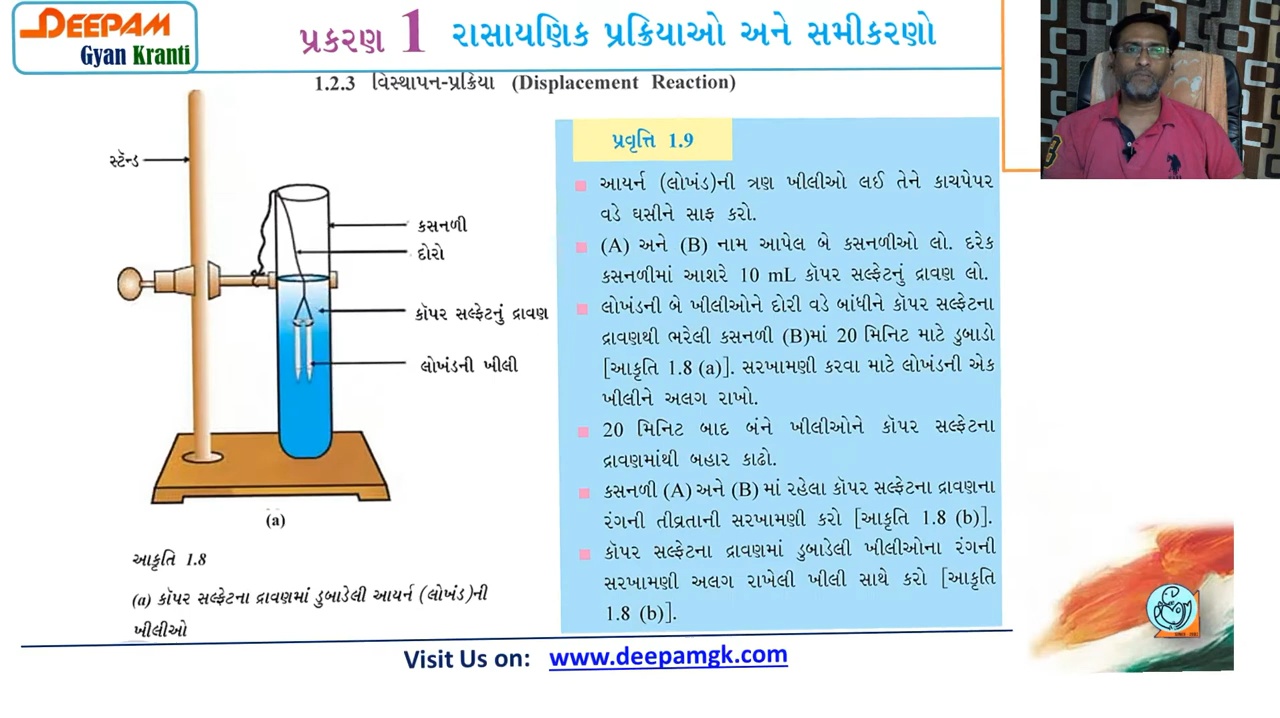 DEEPAM
Gyan Kranti
પ્રકરણ 1 રાસાયણિક પ્રક્રિયાઓ અને સમીકરણો
1.2.3 વિસ્થાપન-પ્રક્રિયા (Displacement Reaction)
સ્ટૅન્ડ
કસનળી
દોરો
કૉપર સલ્ફેટનું દ્રાવણ
લોખંડની ખીલી
(a)
આકૃતિ 1.8
(a) કૉપર સલ્ફેટના દ્રાવણમાં ડુબાડેલી આયર્ન (લોખંડ)ની
ખીલીઓ
પ્રવૃત્તિ 1.9
આયર્ન (લોખંડ)ની ત્રણ ખીલીઓ લઈ તેને કાચપેપર
વડે ઘસીને સાફ કરો.
(A) અને (B) નામ આપેલ બે કસનળીઓ લો. દરેક
કસનળીમાં આશરે 10 mL કૉપર સલ્ફેટનું દ્રાવણ લો.
લોખંડની બે ખીલીઓને દોરી વડે બાંધીને કૉપર સલ્ફેટના
દ્રાવણથી ભરેલી કસનળી (B)માં 20 મિનિટ માટે ડુબાડો
[આકૃતિ 1.8 (a)]. સરખામણી કરવા માટે લોખંડની એક
ખીલીને અલગ રાખો.
20 મિનિટ બાદ બંને ખીલીઓને કૉપર સલ્ફેટના
દ્રાવણમાંથી બહાર કાઢો.
કસનળી (A) અને (B) માં રહેલા કૉપર સલ્ફેટના દ્રાવણના
રંગની તીવ્રતાની સરખામણી કરો [આકૃતિ 1.8 (b)].
કૉપર સલ્ફેટના દ્રાવણમાં ડુબાડેલી ખીલીઓના રંગની
સરખામણી અલગ રાખેલી ખીલી સાથે કરો [આકૃતિ
1.8 (b)].
Visit Us on: www.deepamgk.com